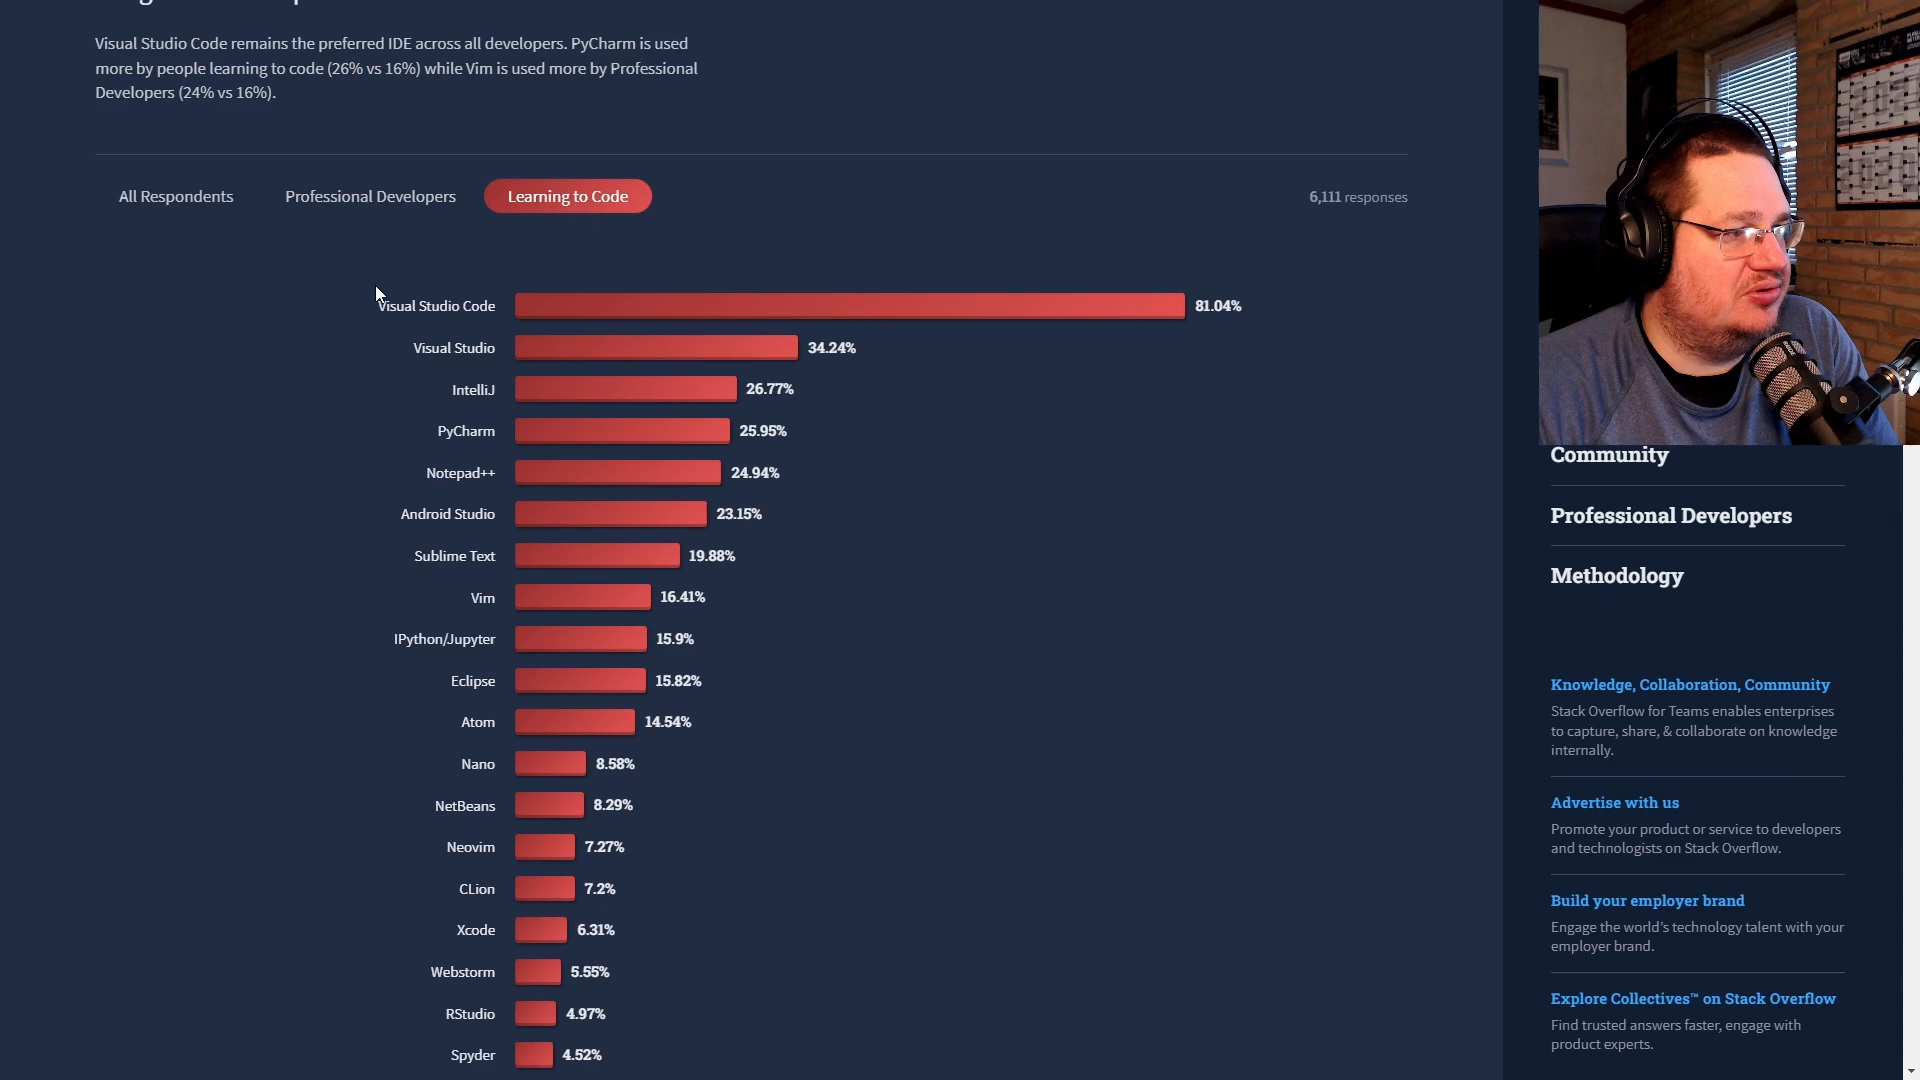 Visual Studio Code remains the preferred IDE across all developers. PyCharm is used
more by people learning to code (26% vs 16%) while Vim is used more by Professional
Developers (24% vs 16%).
All Respondents
Professional Developers
Learning to Code
6,111 responses
Visual Studio Code 81.04%
Visual Studio 34.24%
IntelliJ 26.77%
PyCharm 25.95%
Notepad++ 24.94%
Android Studio 23.15%
Sublime Text 19.88%
Vim 16.41%
IPython/Jupyter 15.9%
Eclipse 15.82%
Atom 14.54%
Nano 8.58%
NetBeans 8.29%
Neovim 7.27%
CLion 7.2%
Xcode 6.31%
Webstorm 5.55%
RStudio 4.97%
Spyder 4.52%
Community
Professional Developers
Methodology
Knowledge, Collaboration, Community
Stack Overflow for Teams enables enterprises
to capture, share, & collaborate on knowledge
internally.
Advertise with us
Promote your product or service to developers
and technologists on Stack Overflow.
Build your employer brand
Engage the world's technology talent with your
employer brand.
Explore Collectives™ on Stack Overflow
Find trusted answers faster, engage with
product experts.